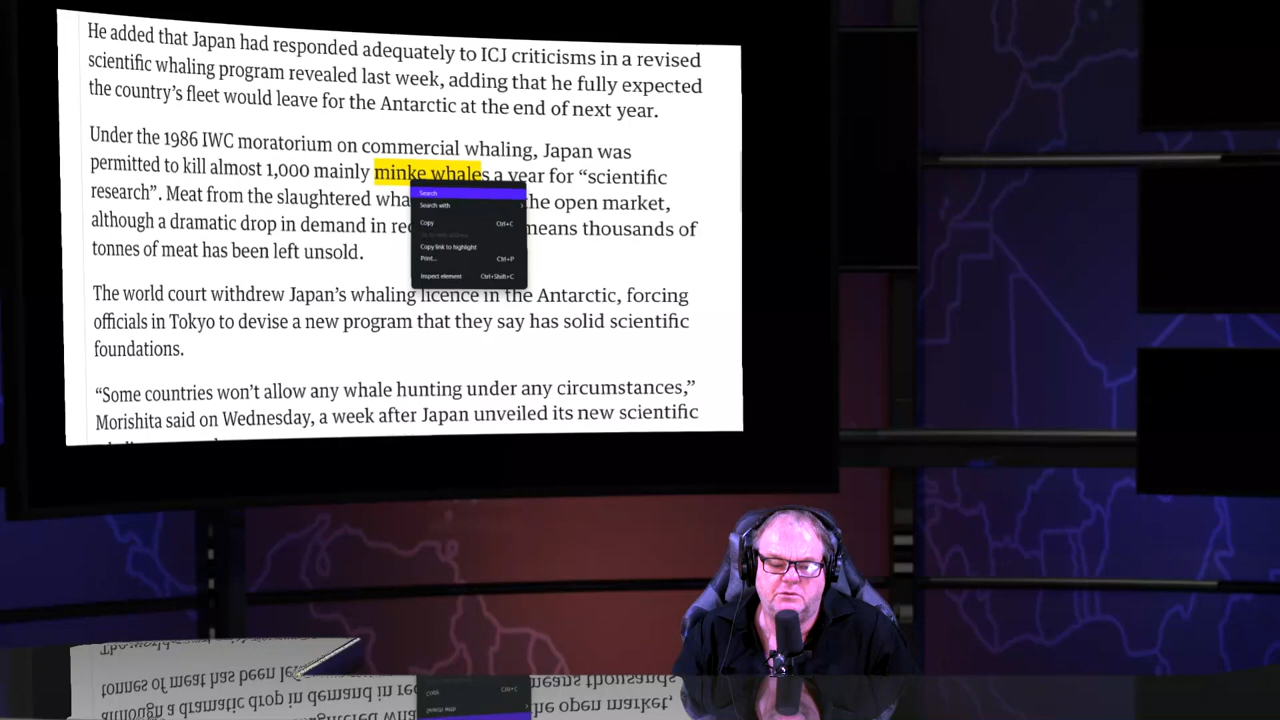 He added that Japan had responded adequately to ICJ criticisms in a revised
scientific whaling program revealed last week, adding that he fully expected
the country's fleet would leave for the Antarctic at the end of next year.
Under the 1986 IWC moratorium on commercial whaling, Japan was
permitted to kill almost 1,000 mainly minke whales a year for “scientific
research”. Meat from the slaughtered wha the open market,
although a dramatic drop in demand in rec means thousands of
tonnes of meat has been left unsold.
The world court withdrew Japan's whaling licence in the Antarctic, forcing
officials in Tokyo to devise a new program that they say has solid scientific
foundations.
“Some countries won't allow any whale hunting under any circumstances,”
Morishita said on Wednesday, a week after Japan unveiled its new scientific
Search
Search with
Copy Ctrl+C
Copy link to highlight
Print... Ctrl+P
Inspect element Ctrl+Shift+C